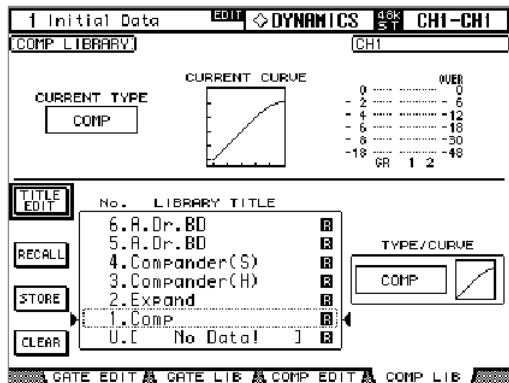 1 Initial Data EDIT DYNAMICS 48K ST CH1-CH1
COMP LIBRARY CH1
CURRENT TYPE
COMP
CURRENT CURVE
OVER
0 0
- 2 - 6
- 4 -12
- 6 -18
- 8 -30
-18 -48
GR 1 2
TITLE EDIT
RECALL
STORE
CLEAR
No. LIBRARY TITLE
6.A.Dr.BD R
5.A.Dr.BD R
4.Compander(S) R
3.Compander(H) R
2.Expand R
1.Comp R
U.[ No Data! ] R
TYPE/CURVE
COMP
GATE EDIT GATE LIB COMP EDIT COMP LIB